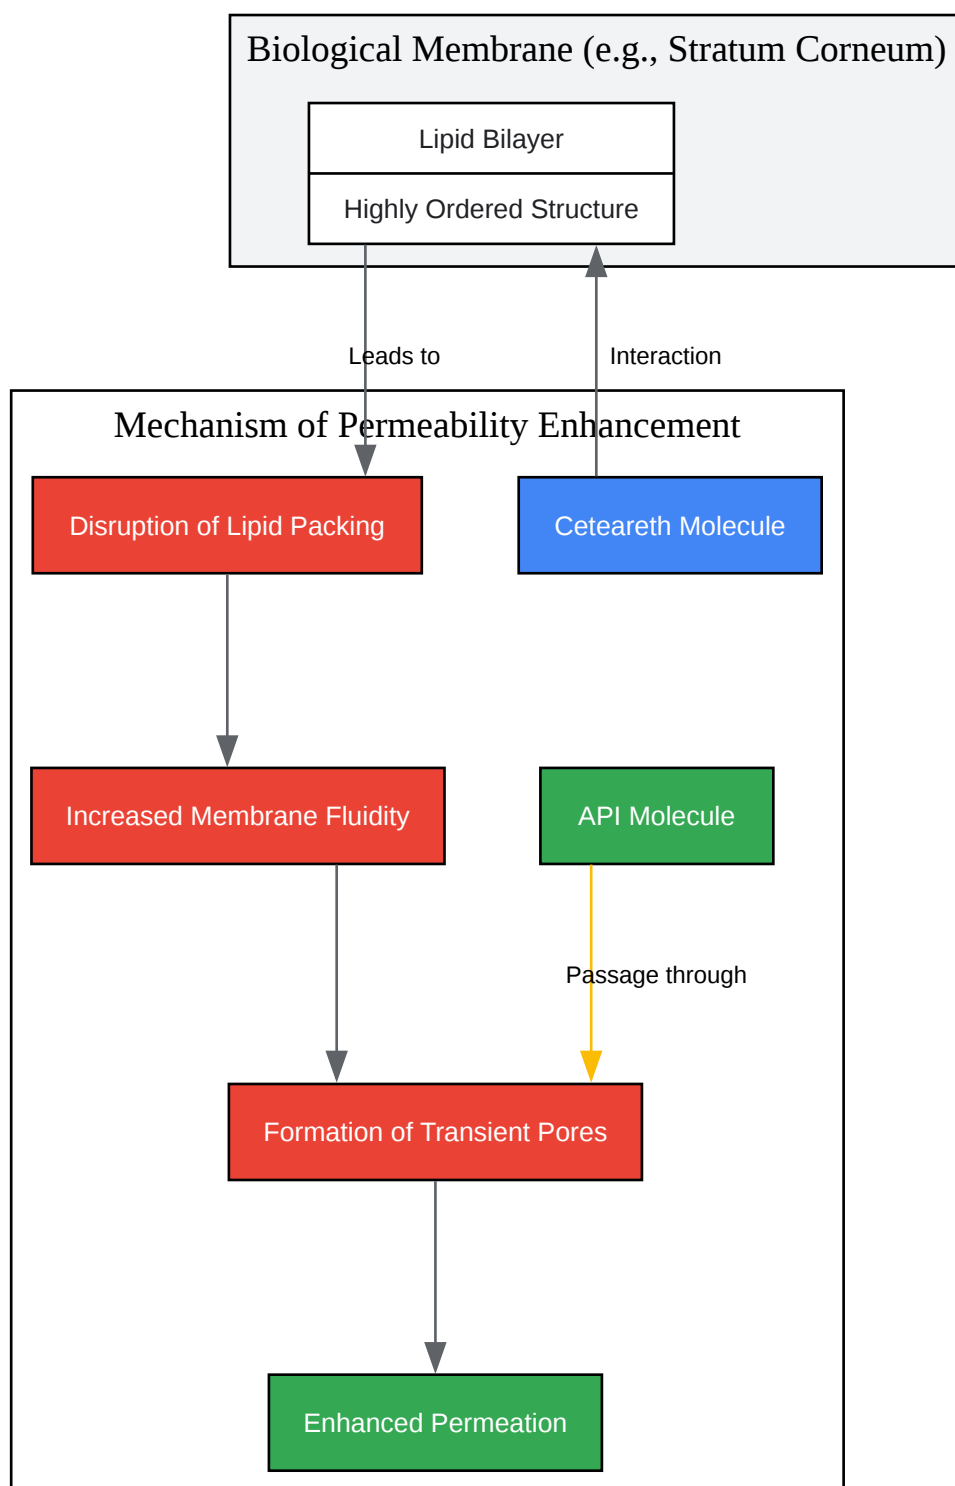 Biological Membrane (e.g., Stratum Corneum)
Lipid Bilayer
Highly Ordered Structure
Leads to
Interaction
Mechanism of Permeability Enhancement
Disruption of Lipid Packing
Ceteareth Molecule
Increased Membrane Fluidity
API Molecule
Passage through
Formation of Transient Pores
Enhanced Permeation